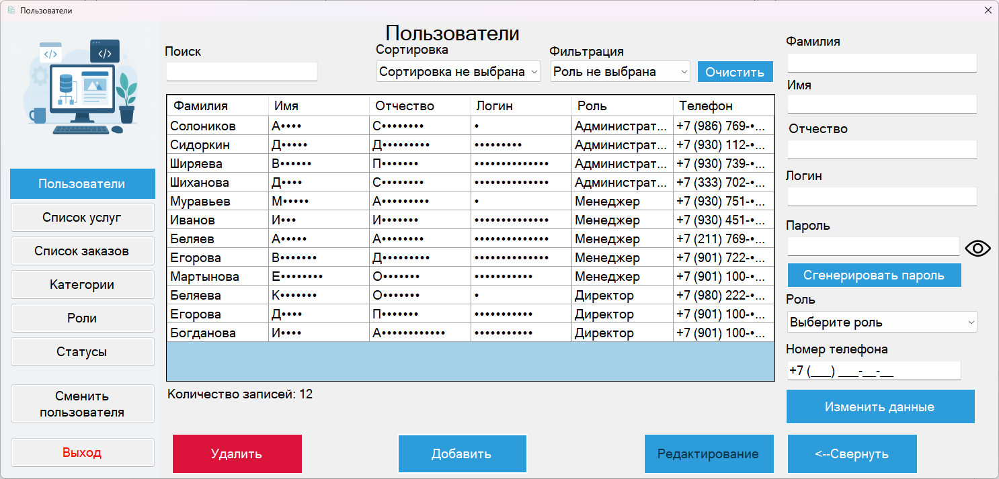 Пользователи
Пользователи
Поиск
Сортировка
Фильтрация
Сортировка не выбрана
Роль не выбрана
Очистить
Фамилия Имя Отчество Логин Роль Телефон
Солоников А•••• С•••••••• • Администрат... +7 (986) 769-•...
Сидоркин Д••••• Д••••••••• ••••••••• Администрат... +7 (930) 112-•...
Ширяева В•••••• П••••••• •••••••••••••• Администрат... +7 (930) 739-•...
Шиханова Д•••• С•••••••• •••••••••••••• Администрат... +7 (333) 702-•...
Муравьев М••••• А••••••••• • Менеджер +7 (930) 751-•...
Иванов И••• И••••••• •••••••••••••• Менеджер +7 (930) 451-•...
Беляев А••••• А•••••••• •••••••••••••• Менеджер +7 (211) 769-•...
Егорова В••••••• Д••••••••• •••••••••••••• Менеджер +7 (901) 722-•...
Мартынова Е•••••••• О••••••• ••••••••••• Менеджер +7 (901) 100-•...
Беляева К••••••• О••••••• • Директор +7 (980) 222-•...
Егорова Д•••• П••••••• ••••••••••• Директор +7 (901) 100-•...
Богданова И•••• А•••••••••••• ••••••••••• Директор +7 (901) 100-•...
Количество записей: 12
Удалить
Добавить
Редактирование
<--Свернуть
</>
</>
Пользователи
Список услуг
Список заказов
Категории
Роли
Статусы
Сменить
пользователя
Выход
Фамилия
Имя
Отчество
Логин
Пароль
Сгенерировать пароль
Роль
Выберите роль
Номер телефона
+7 (___) ___-__-__
Изменить данные